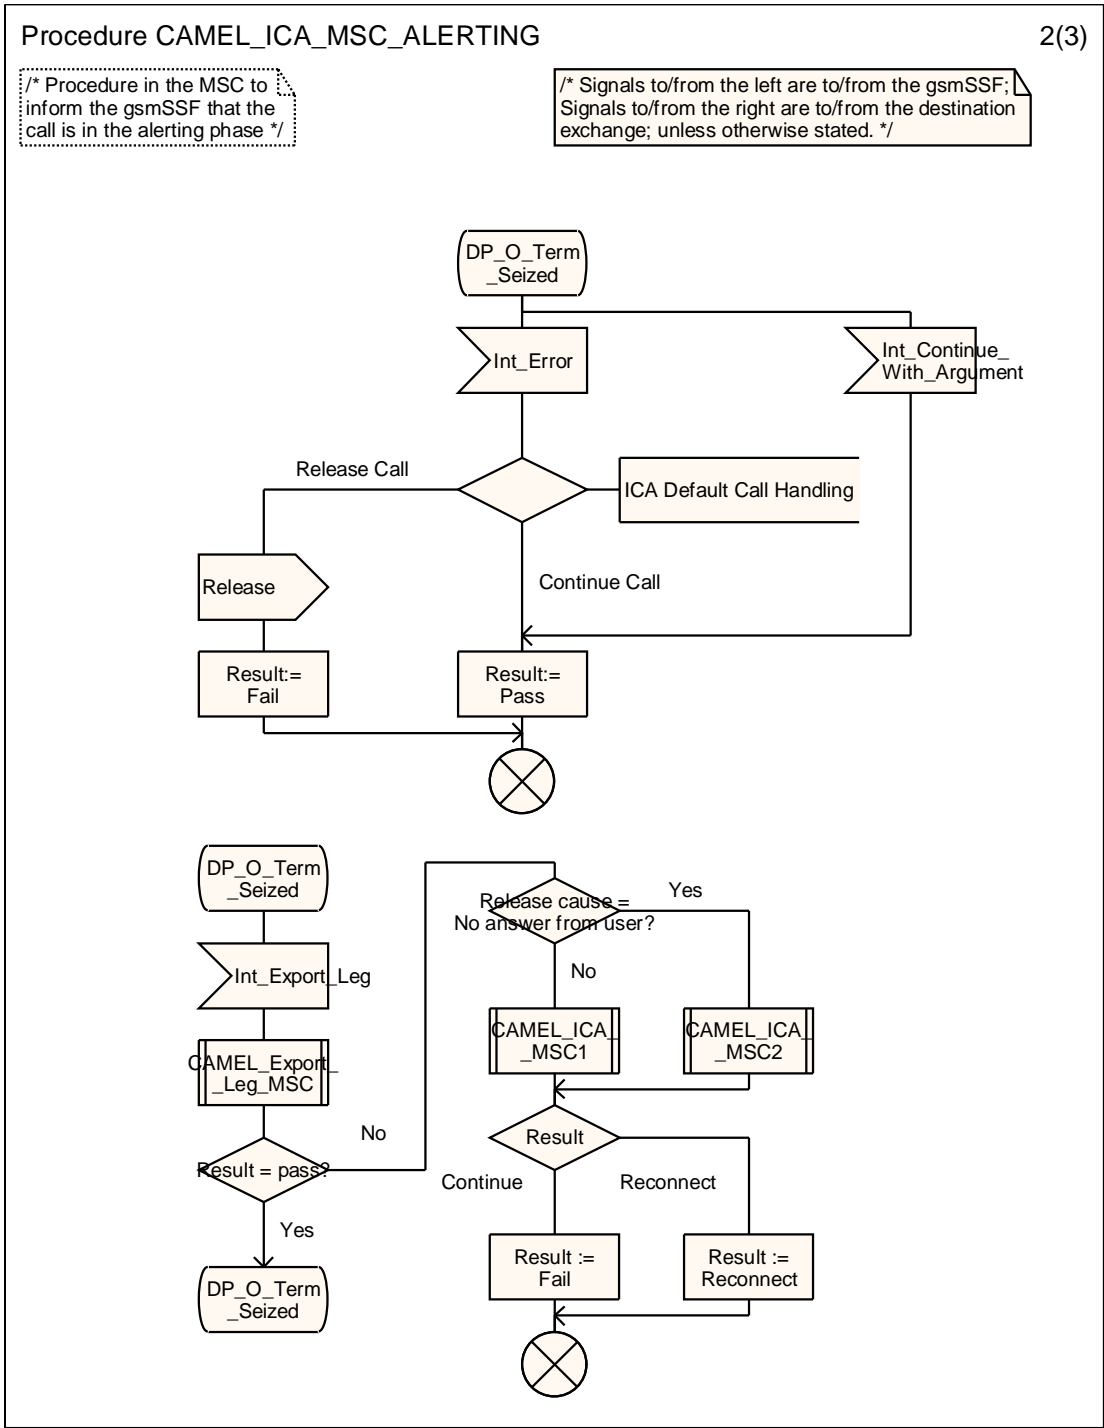 Procedure CAMEL_ICA_MSC_ALERTING
2(3)
/* Procedure in the MSC to
inform the gsmSSF that the
call is in the alerting phase */
/* Signals to/from the left are to/from the gsmSSF;
Signals to/from the right are to/from the destination
exchange; unless otherwise stated. */
DP_O_Term
_Seized
Int_Error
Int_Continue_
With_Argument
Release Call
ICA Default Call Handling
Release
Continue Call
Result:=
Fail
Result:=
Pass
DP_O_Term
_Seized
Int_Export_Leg
CAMEL_Export_
_Leg_MSC
Result = pass?
No
Yes
DP_O_Term
_Seized
Release cause =
No answer from user?
Yes
No
CAMEL_ICA_
_MSC1
CAMEL_ICA_
_MSC2
Result
Continue
Reconnect
Result :=
Fail
Result :=
Reconnect